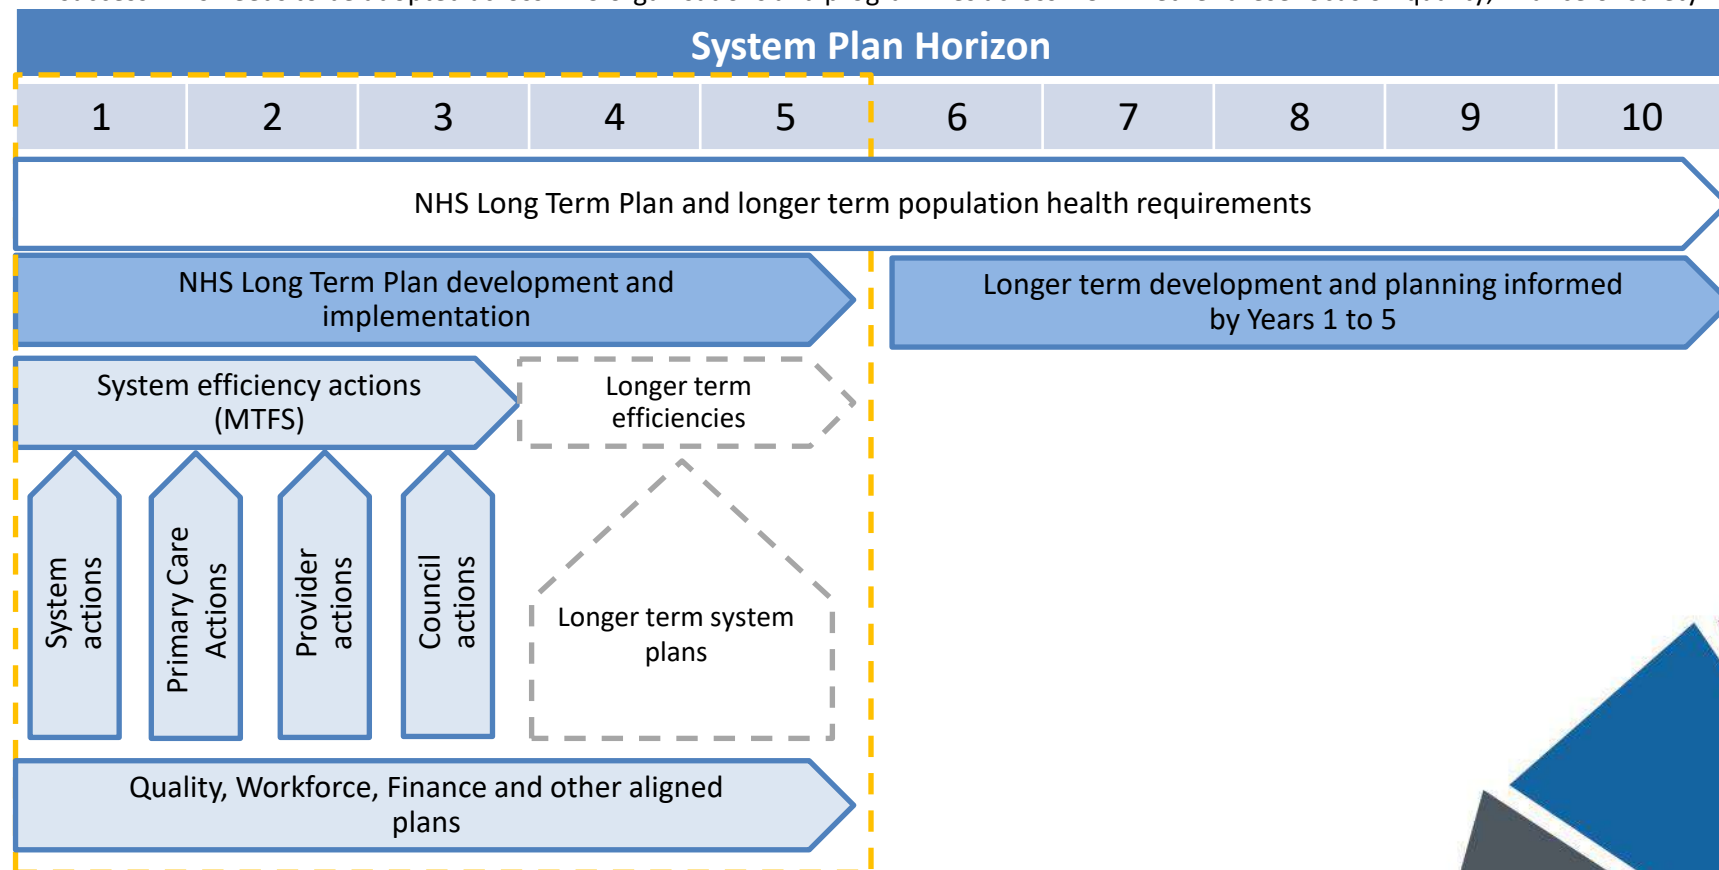 System Plan Horizon
1 2 3 4 5 6 7 8 9 10
NHS Long Term Plan and longer term population health requirements
NHS Long Term Plan development and
implementation
Longer term development and planning informed
by Years 1 to 5
System efficiency actions
(MTFS)
Longer term
efficiencies
System
actions
Primary Care
Actions
Provider
actions
Council
actions
Longer term system
plans
Quality, Workforce, Finance and other aligned
plans